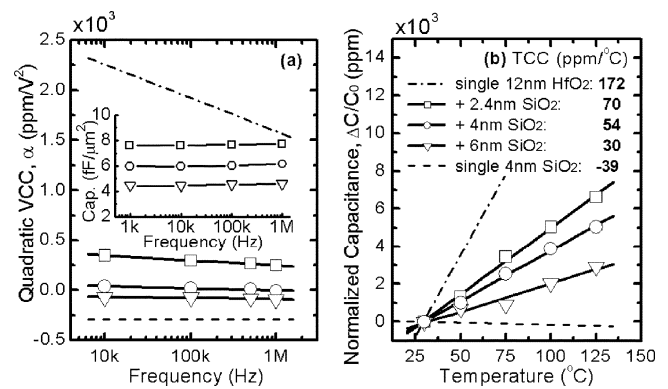 x10³
(a)
Quadratic VCC, α (ppm/V²)
2.5
2.0
1.5
1.0
0.5
0.0
-0.5
10k 100k 1M
Frequency (Hz)
Cap. (fF/μm²)
10
8
6
4
2
1k 10k 100k 1M
Frequency (Hz)
x10³
(b) TCC (ppm/°C)
single 12nm HfO₂: 172
+ 2.4nm SiO₂: 70
+ 4nm SiO₂: 54
+ 6nm SiO₂: 30
single 4nm SiO₂: -39
Normalized Capacitance, ΔC/C₀ (ppm)
14
12
10
8
6
4
2
0
25 50 75 100 125 150
Temperature (°C)